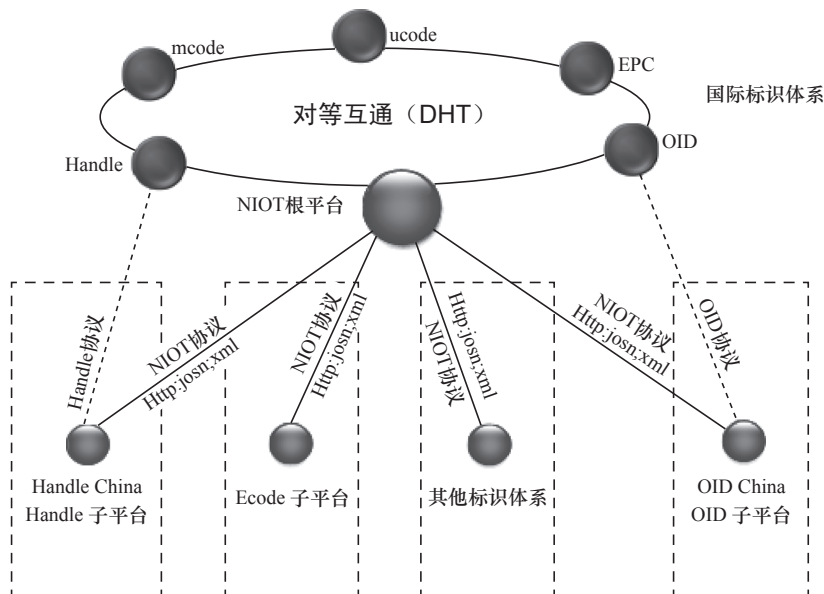 mcode
ucode
EPC
国际标识体系
对等互通（DHT）
Handle
OID
NIOT根平台
Handle协议
NIOT协议
Http:josn;xml
NIOT协议
Http:josn;xml
Http:josn;xml
NIOT协议
NIOT协议
Http:josn;xml
OID协议
Handle China
Handle 子平台
Ecode 子平台
其他标识体系
OID China
OID 子平台